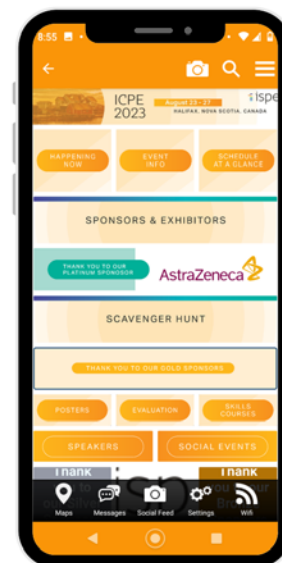 8:55
ICPE
2023
August 23 - 27
HALIFAX, NOVA SCOTIA, CANADA
ispe
HAPPENING
NOW
EVENT
INFO
SCHEDULE
AT A GLANCE
SPONSORS & EXHIBITORS
THANK YOU TO OUR
PLATINUM SPONOSOR
AstraZeneca
SCAVENGER HUNT
THANK YOU TO OUR GOLD SPONSORS
POSTERS
EVALUATION
SKILLS
COURSES
SPEAKERS
SOCIAL EVENTS
Thank
Thank
Maps
Messages
Social Feed
Settings
Wifi